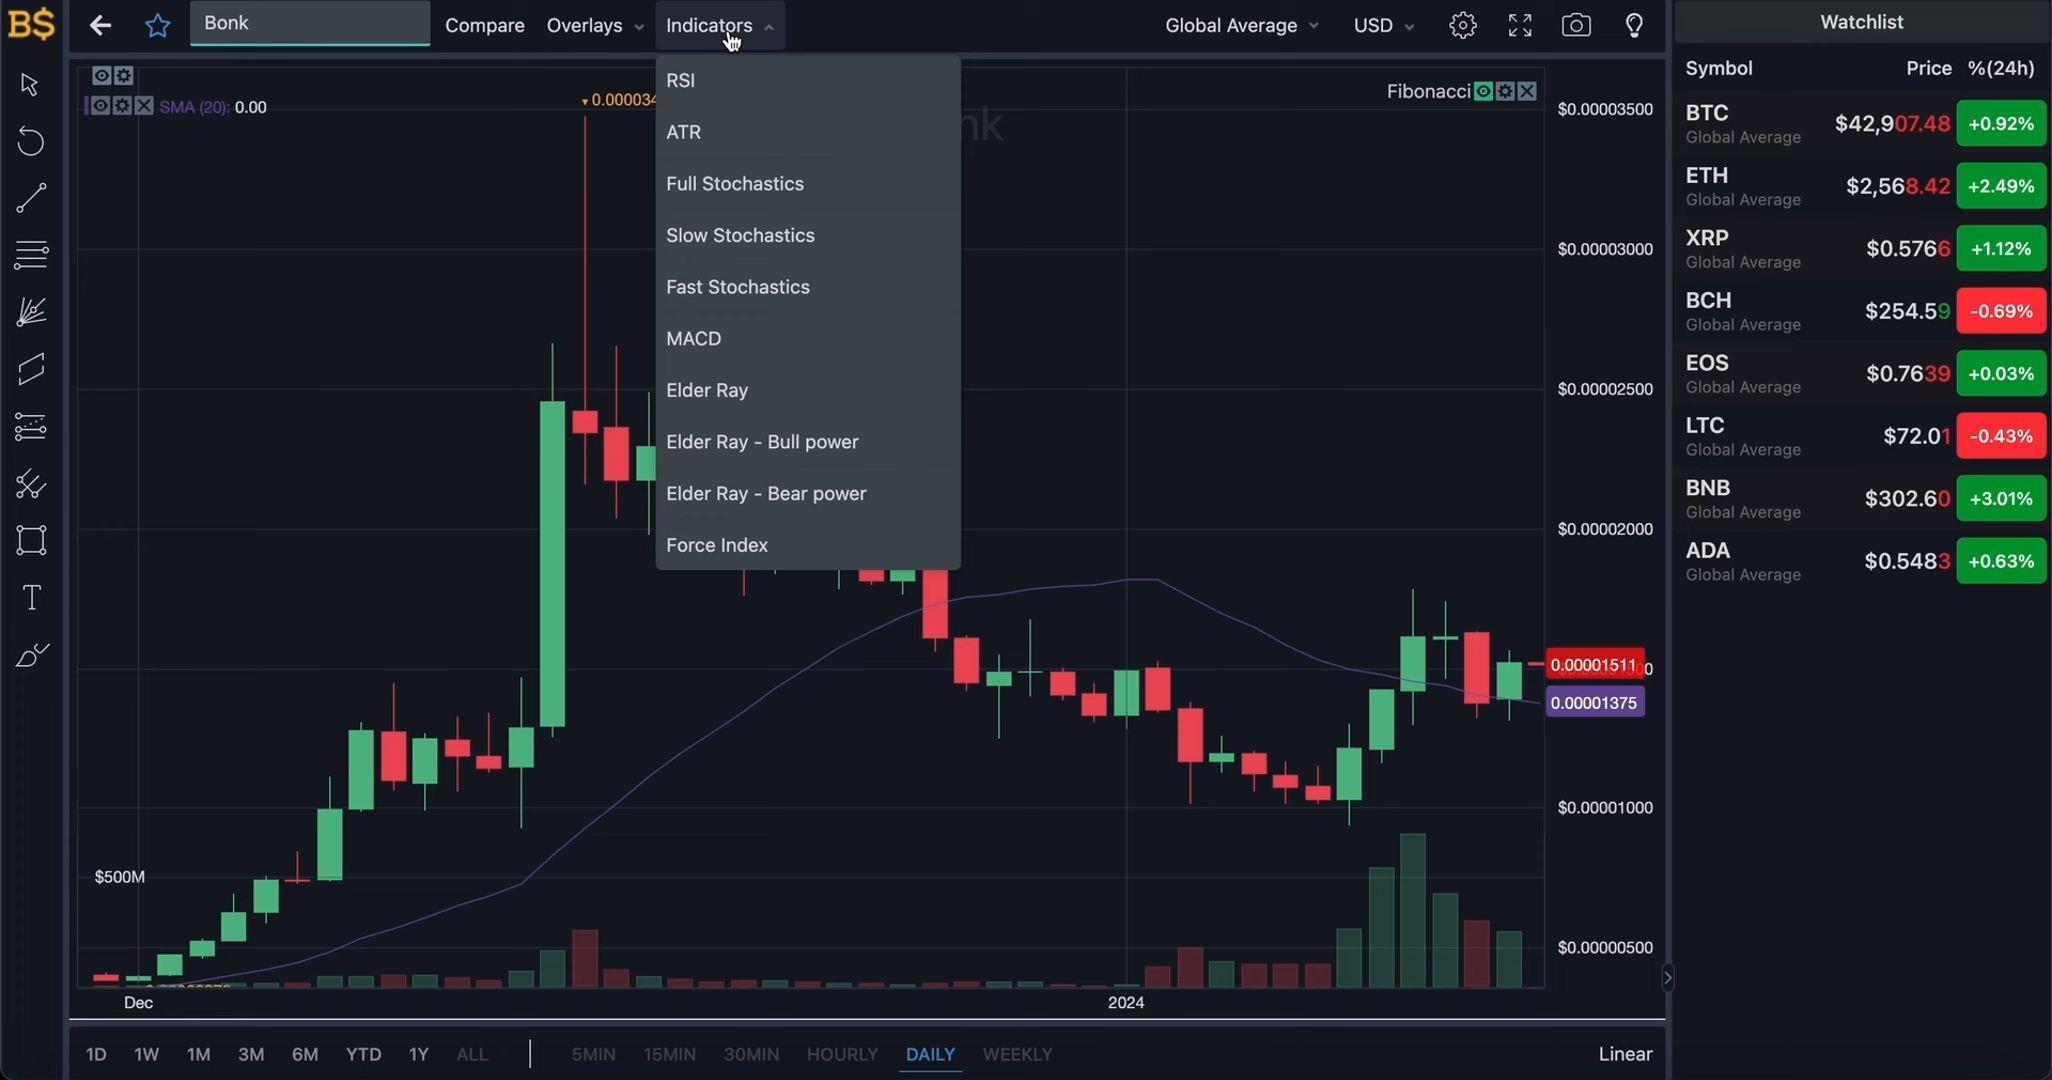 B$
Bonk
Compare
Overlays
Indicators
Global Average
USD
Watchlist
Symbol Price %(24h)
RSI
ATR
Full Stochastics
Slow Stochastics
Fast Stochastics
MACD
Elder Ray
Elder Ray - Bull power
Elder Ray - Bear power
Force Index
SMA (20): 0.00
0.000034
nk
Fibonacci
$0.00003500
$0.00003000
$0.00002500
$0.00002000
0.00001511
0.00001375
$0.00001000
$0.00000500
$500M
Dec
2024
BTC $42,907.48 +0.92%
Global Average
ETH $2,568.42 +2.49%
Global Average
XRP $0.5766 +1.12%
Global Average
BCH $254.59 -0.69%
Global Average
EOS $0.7639 +0.03%
Global Average
LTC $72.01 -0.43%
Global Average
BNB $302.60 +3.01%
Global Average
ADA $0.5483 +0.63%
Global Average
T
1D 1W 1M 3M 6M YTD 1Y ALL 5MIN 15MIN 30MIN HOURLY DAILY WEEKLY Linear